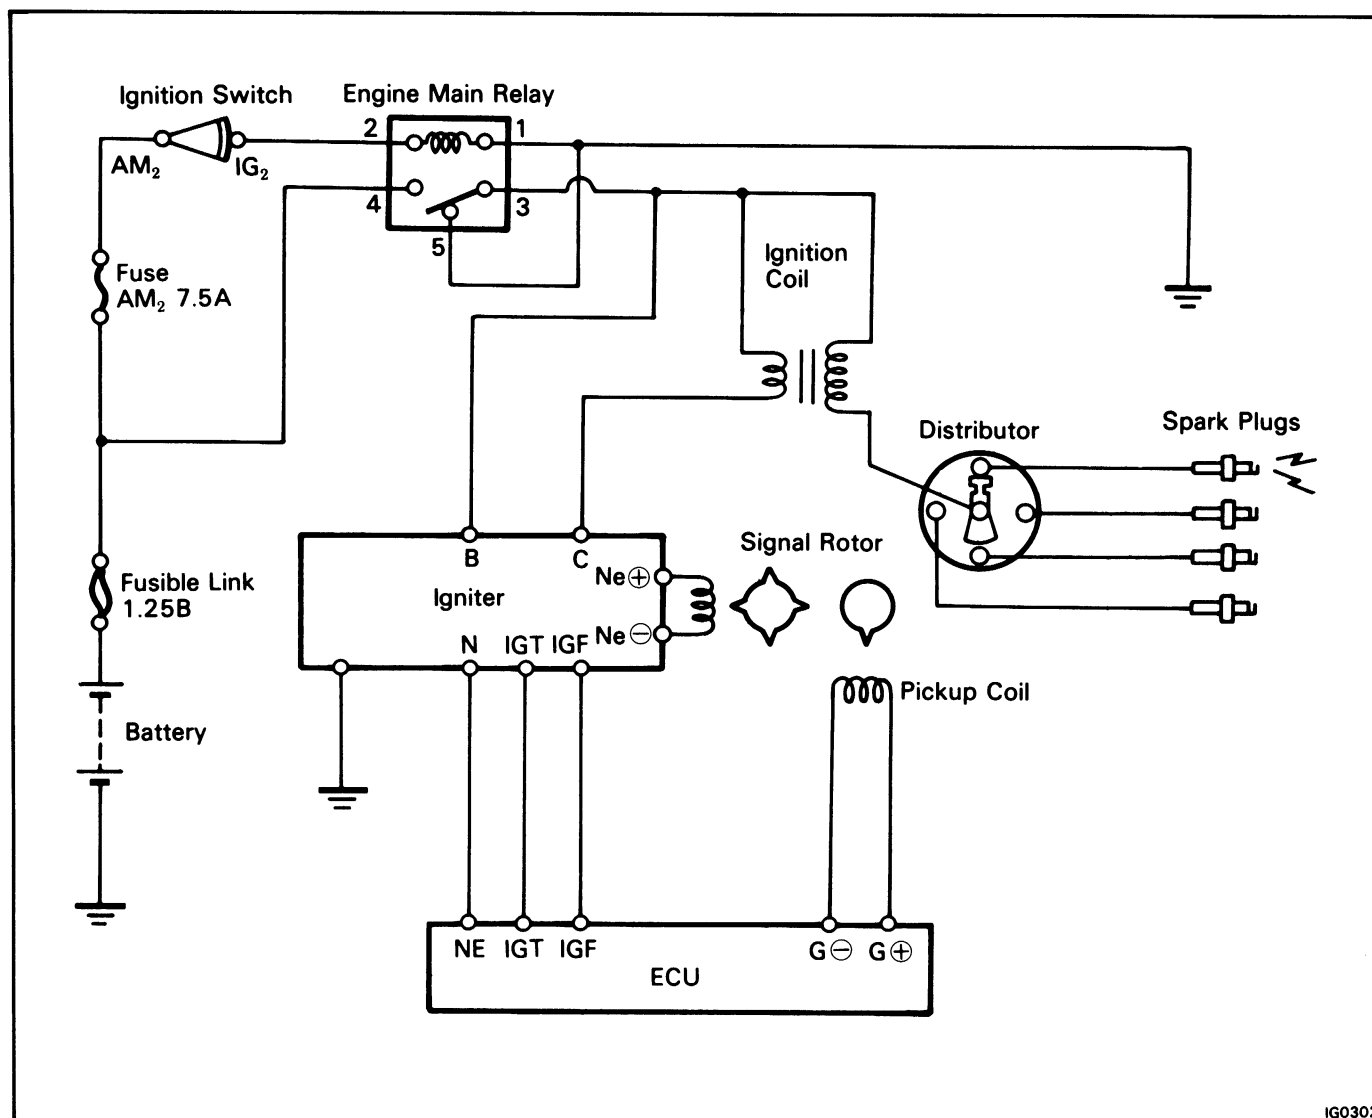 Ignition Switch
Engine Main Relay
2
1
AM₂
IG₂
4
3
5
Fuse
AM₂ 7.5A
Ignition
Coil
Distributor
Spark Plugs
B
C
Signal Rotor
Ne⊕
Igniter
Fusible Link
1.25B
Ne⊖
N
IGT
IGF
Pickup Coil
Battery
NE
IGT
IGF
G⊖
G⊕
ECU